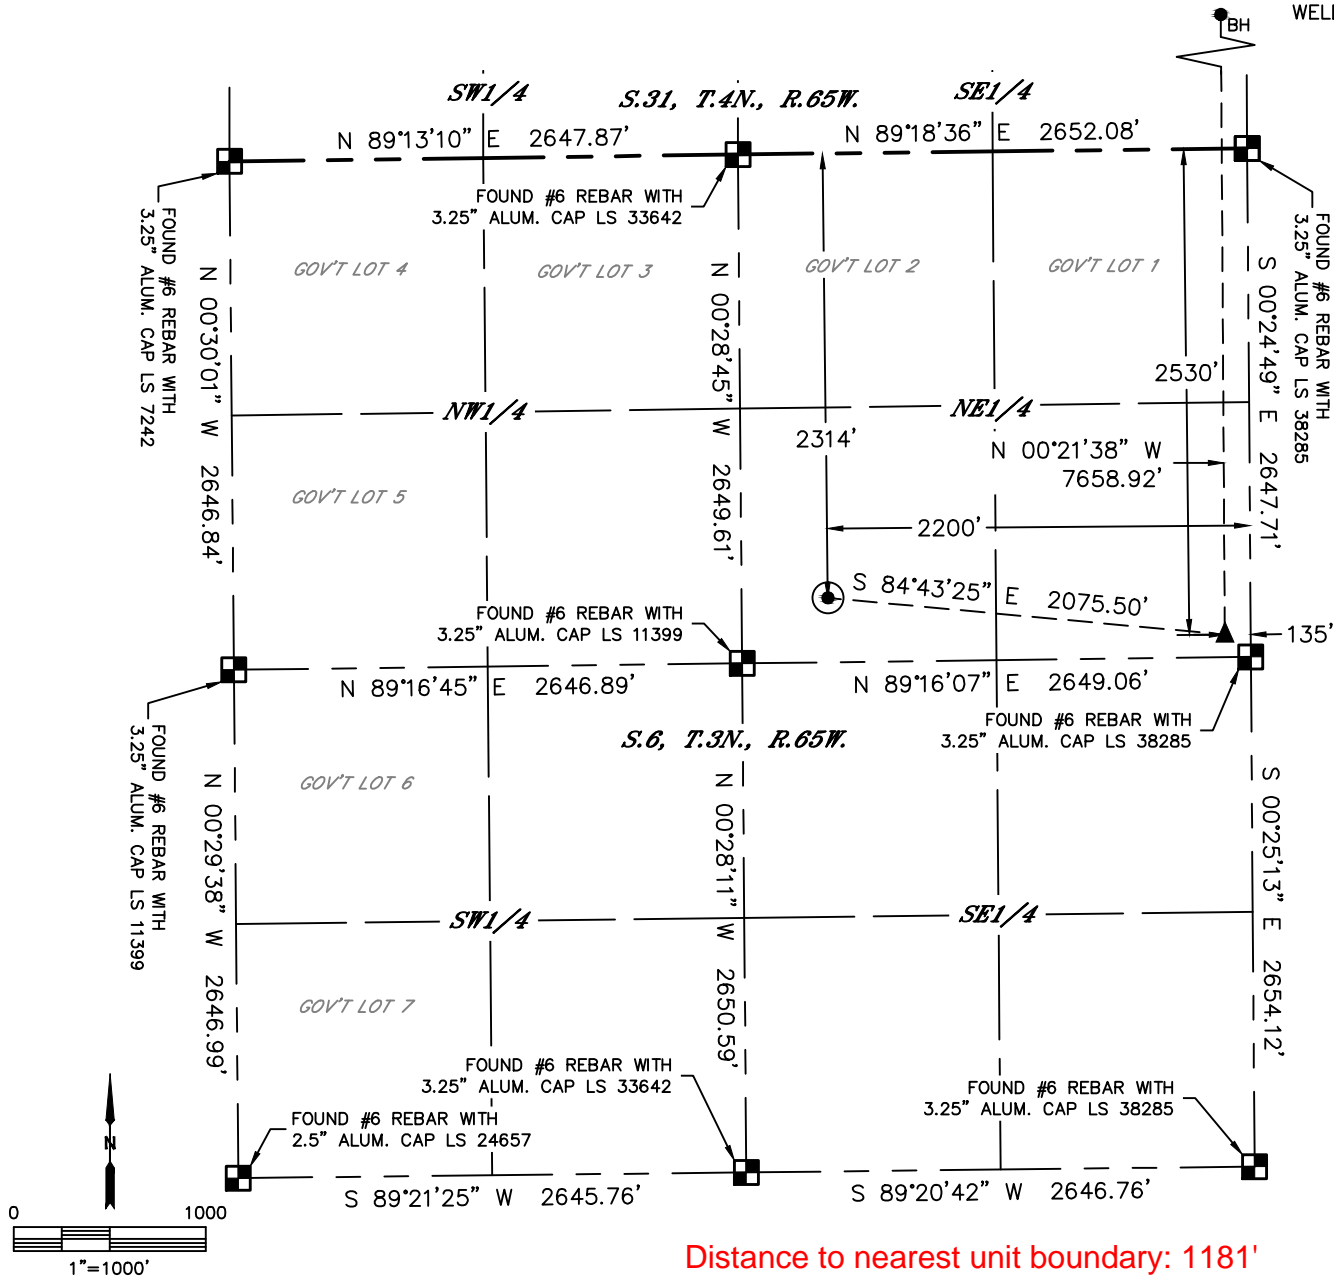 WELL
BH
SW1/4
S.31, T.4N., R.65W.
SE1/4
N 89°13'10" E 2647.87'
N 89°18'36" E 2652.08'
FOUND #6 REBAR WITH
3.25" ALUM. CAP LS 33642
FOUND #6 REBAR WITH
3.25" ALUM. CAP LS 7242
FOUND #6 REBAR WITH
3.25" ALUM. CAP LS 38285
GOV'T LOT 4
GOV'T LOT 3
GOV'T LOT 2
GOV'T LOT 1
N 00°30'01" W 2646.84'
N 00°28'45" W 2649.61'
S 00°24'49" E 2647.71'
2530'
NW1/4
NE1/4
2314'
N 00°21'38" W
7658.92'
GOV'T LOT 5
2200'
S 84°43'25" E 2075.50'
FOUND #6 REBAR WITH
3.25" ALUM. CAP LS 11399
135'
N 89°16'45" E 2646.89'
N 89°16'07" E 2649.06'
FOUND #6 REBAR WITH
3.25" ALUM. CAP LS 38285
S.6, T.3N., R.65W.
FOUND #6 REBAR WITH
3.25" ALUM. CAP LS 11399
GOV'T LOT 6
N 00°29'38" W 2646.99'
N 00°28'11" W 2650.59'
S 00°25'13" E 2654.12'
SW1/4
SE1/4
GOV'T LOT 7
FOUND #6 REBAR WITH
3.25" ALUM. CAP LS 33642
FOUND #6 REBAR WITH
3.25" ALUM. CAP LS 38285
FOUND #6 REBAR WITH
2.5" ALUM. CAP LS 24657
N
S 89°21'25" W 2645.76'
S 89°20'42" W 2646.76'
0 1000
1"=1000'
Distance to nearest unit boundary: 1181'